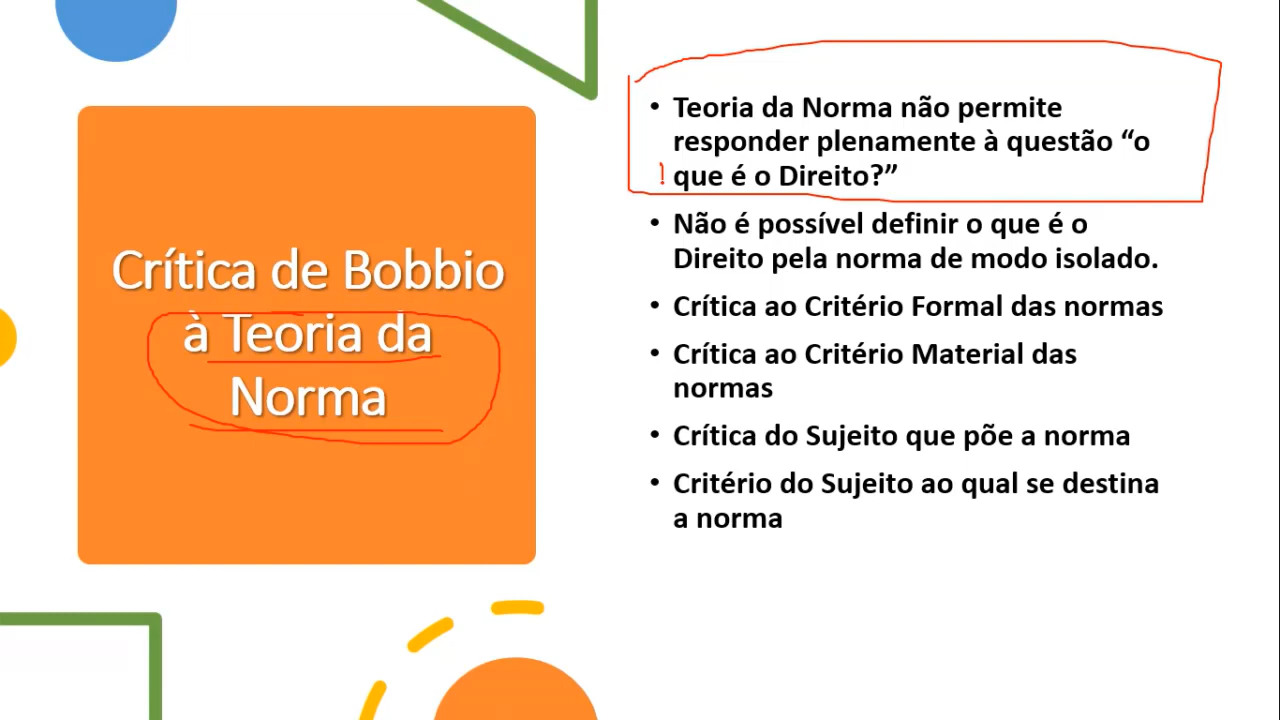 Crítica de Bobbio
à Teoria da
Norma
• Teoria da Norma não permite
responder plenamente à questão “o
que é o Direito?”
• Não é possível definir o que é o
Direito pela norma de modo isolado.
• Crítica ao Critério Formal das normas
• Crítica ao Critério Material das
normas
• Crítica do Sujeito que põe a norma
• Critério do Sujeito ao qual se destina
a norma